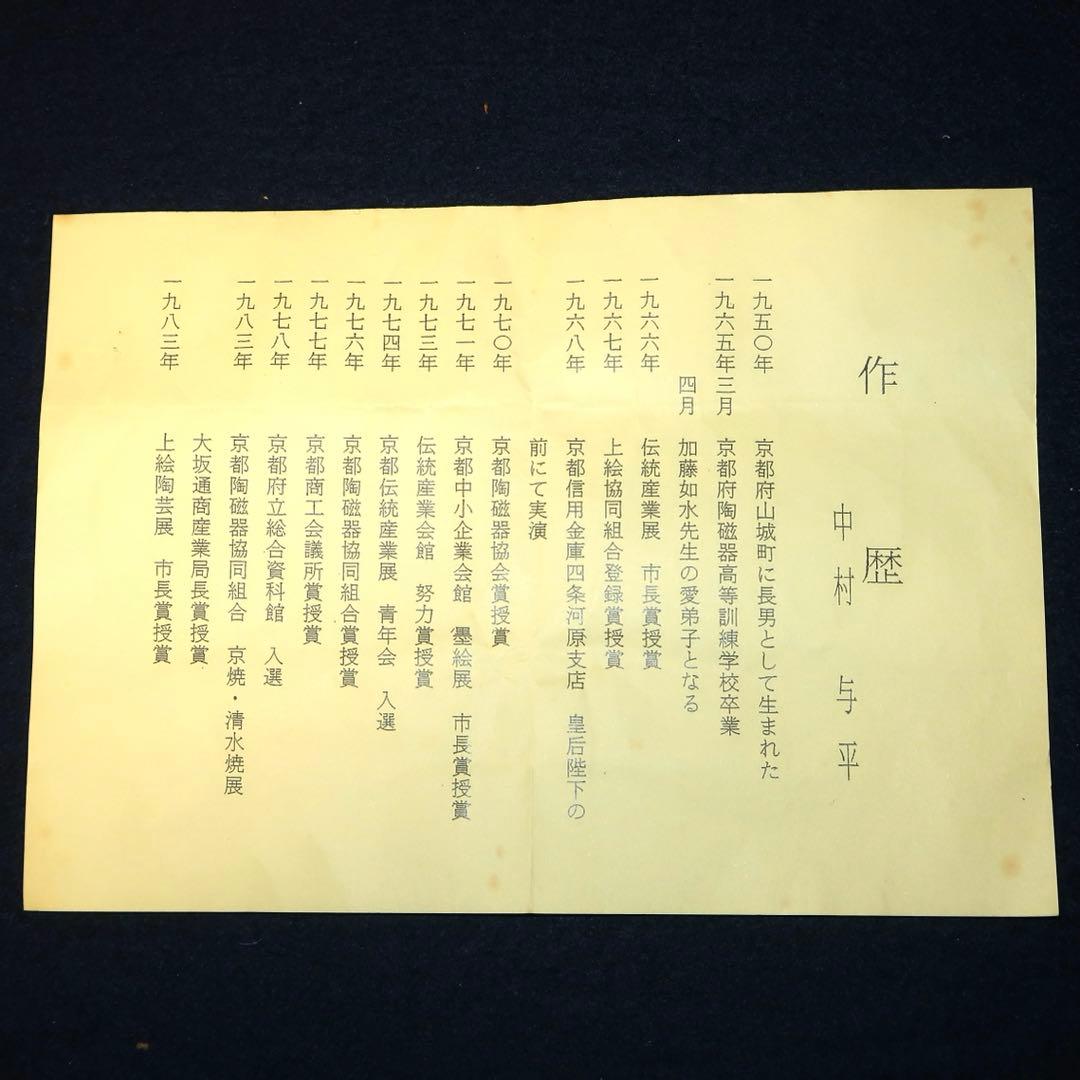 作歴
中村与平
一九五〇年 京都府山城町に長男として生まれた
一九六五年三月 京都府陶磁器高等訓練学校卒業
四月 加藤如水先生の愛弟子となる
一九六六年 伝統産業展 市長賞授賞
一九六七年 上絵協同組合登録賞授賞
一九六八年 京都信用金庫四条河原支店 皇后陛下の
前にて実演
一九七〇年 京都陶磁器協会賞授賞
一九七一年 京都中小企業会館 墨絵展 市長賞授賞
一九七三年 伝統産業会館 努力賞授賞
一九七四年 京都伝統産業展 青年会 入選
一九七六年 京都陶磁器協同組合賞授賞
一九七七年 京都商工会議所賞授賞
一九七八年 京都府立総合資料館 入選
一九八三年 京都陶磁器協同組合 京焼・清水焼展
大坂通商産業局長賞授賞
一九八三年 上絵陶芸展 市長賞授賞